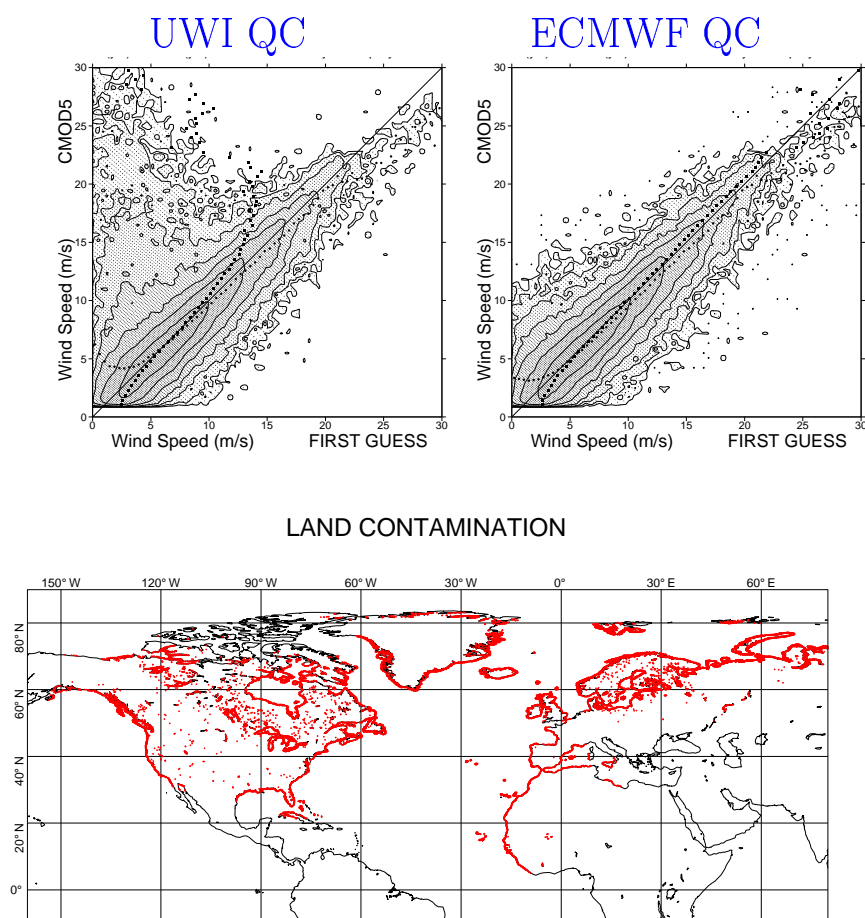 UWI QC ECMWF QC
30 30
25 25
20 20
15 15
10 10
5 5
0 0
CMOD5 CMOD5
Wind Speed (m/s) Wind Speed (m/s)
0 5 10 15 20 25 30 0 5 10 15 20 25 30
Wind Speed (m/s) FIRST GUESS Wind Speed (m/s) FIRST GUESS
LAND CONTAMINATION
150°W 120°W 90°W 60°W 30°W 0° 30°E 60°E
80°N
60°N
40°N
20°N
0°